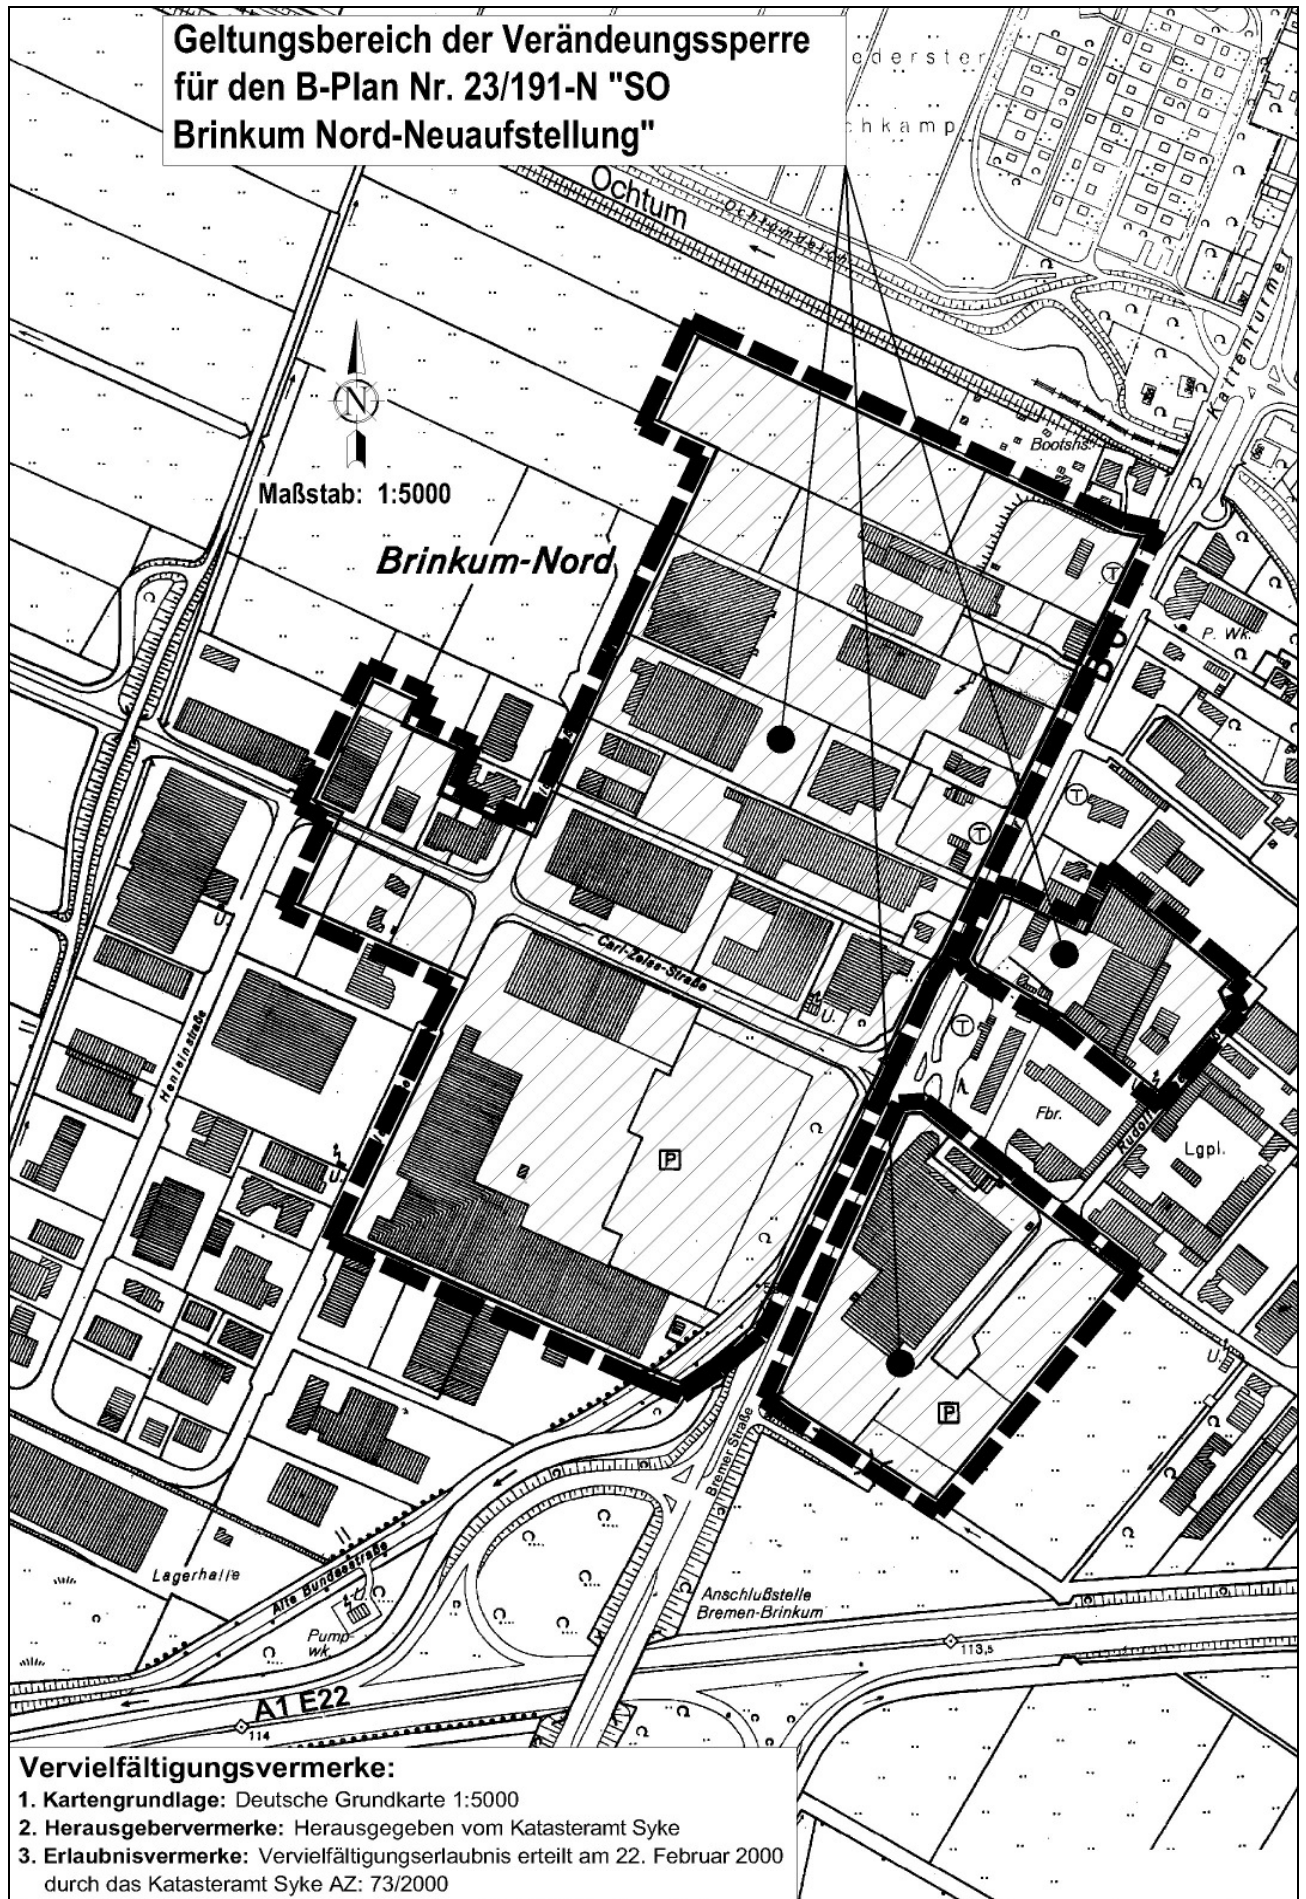 Geltungsbereich der Verändeungssperre
für den B-Plan Nr. 23/191-N "SO
Brinkum Nord-Neuaufstellung"
Ochtum
N
Maßstab: 1:5000
Bootshs.
Brinkum-Nord
T
P. Wk.
T
T
U.
Carl-Zeiss-Straße
U.
T
Henleinstraße
Fbr.
Lgpl.
P
U.
U.
P
Bremer Straße
Lagerhalle
Alte Bundesstraße
Anschlußstelle
Bremen-Brinkum
Pump-
wk.
113,5
A1 E22
114
Vervielfältigungsvermerke:
1. Kartengrundlage: Deutsche Grundkarte 1:5000
2. Herausgebervermerke: Herausgegeben vom Katasteramt Syke
3. Erlaubnisvermerke: Vervielfältigungserlaubnis erteilt am 22. Februar 2000
durch das Katasteramt Syke AZ: 73/2000